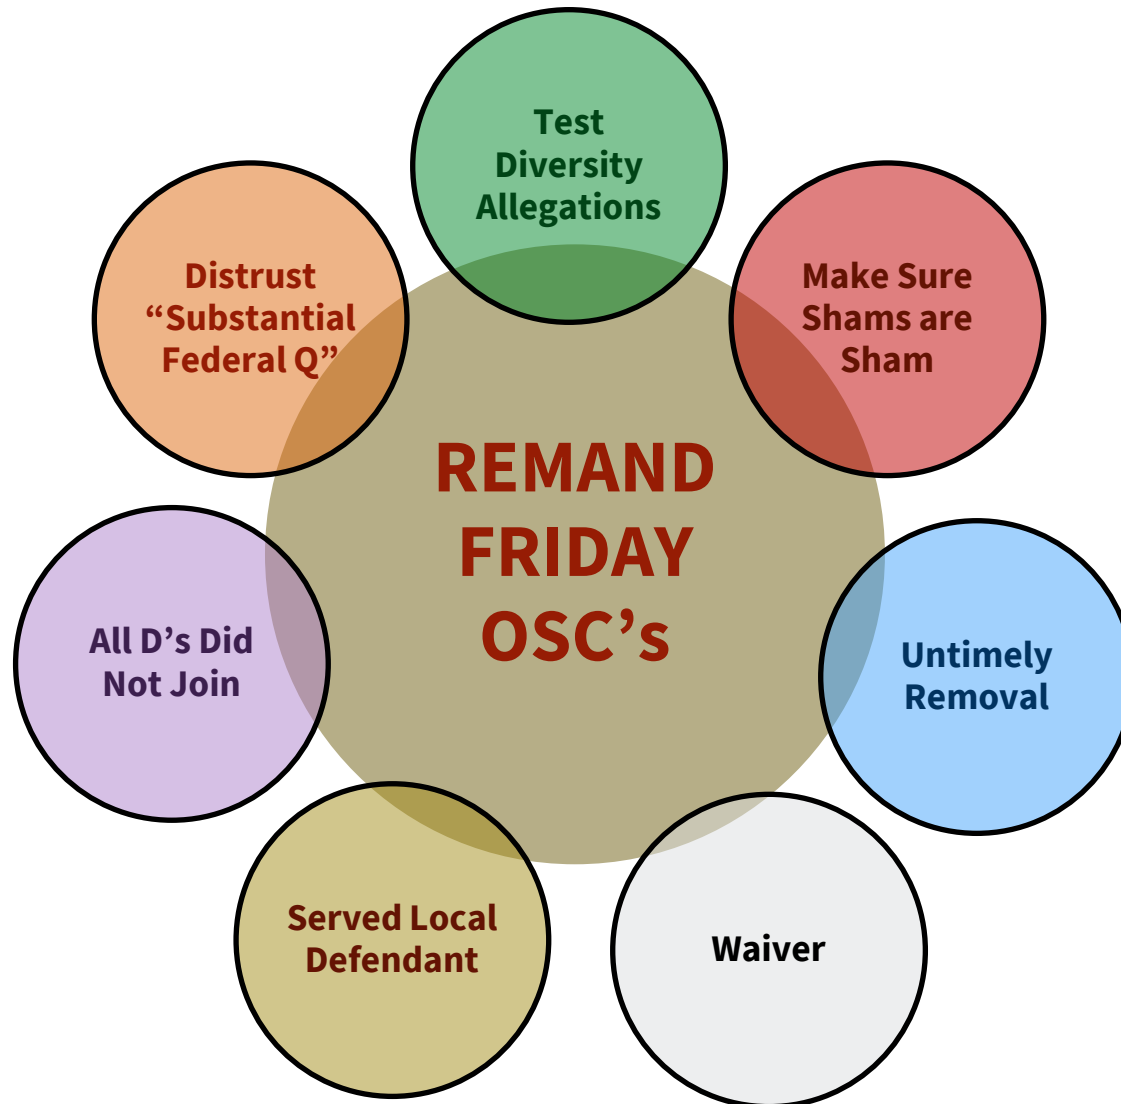 Test
Diversity
Allegations
Make Sure
Shams are
Sham
Untimely
Removal
Waiver
Served Local
Defendant
All D’s Did
Not Join
Distrust
“Substantial
Federal Q”
REMAND
FRIDAY
OSC’s